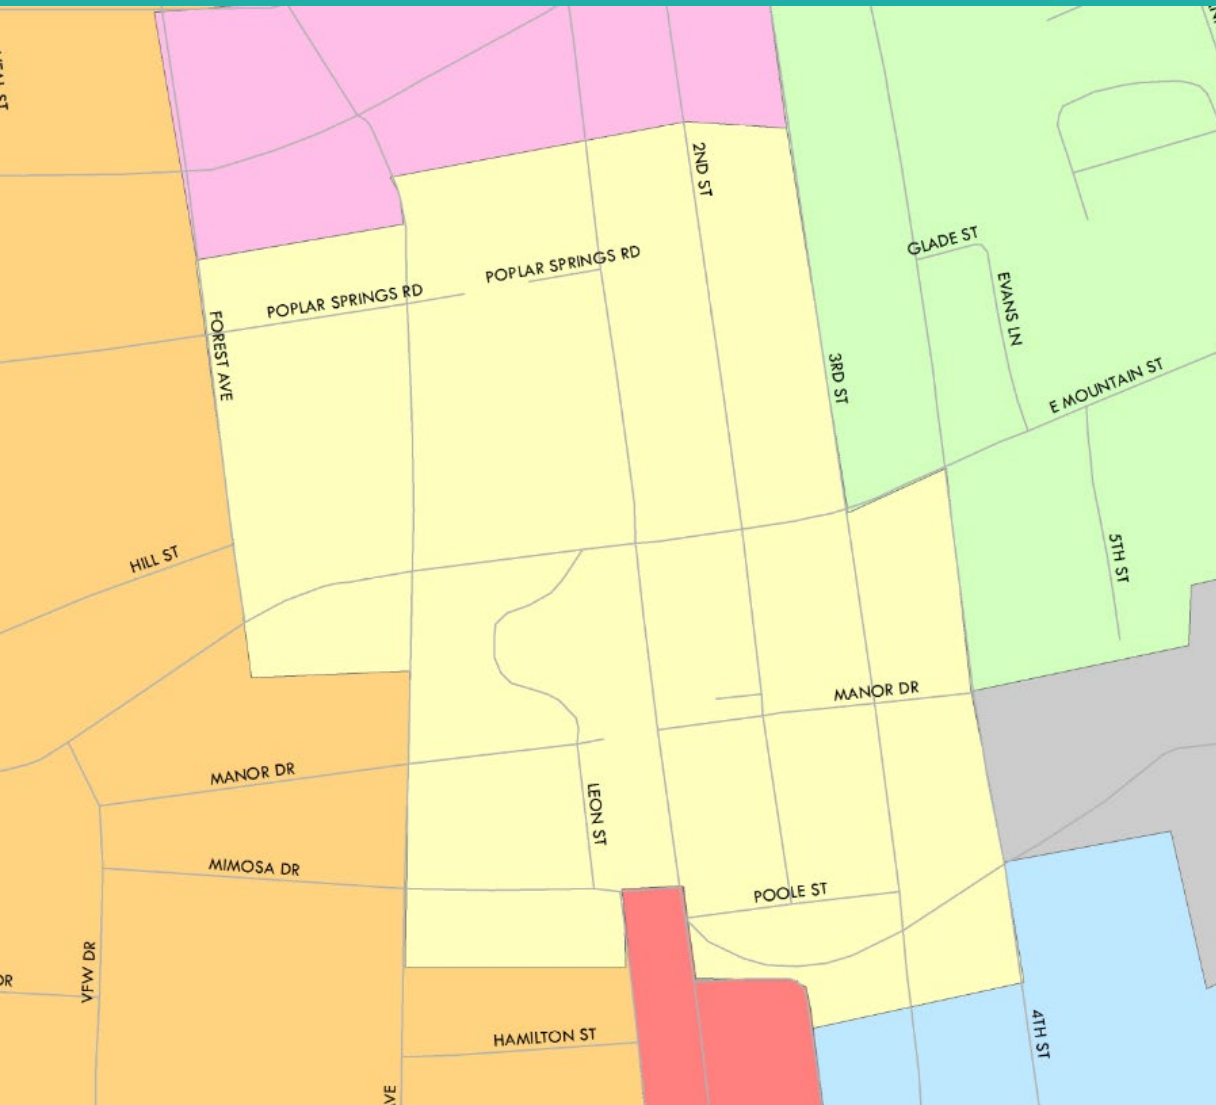 2ND ST
GLADE ST
POPLAR SPRINGS RD
POPLAR SPRINGS RD
EVANS LN
FOREST AVE
3RD ST
E MOUNTAIN ST
HILL ST
5TH ST
MANOR DR
MANOR DR
LEON ST
MIMOSA DR
POOLE ST
VFW DR
DR
HAMILTON ST
4TH ST
AVE